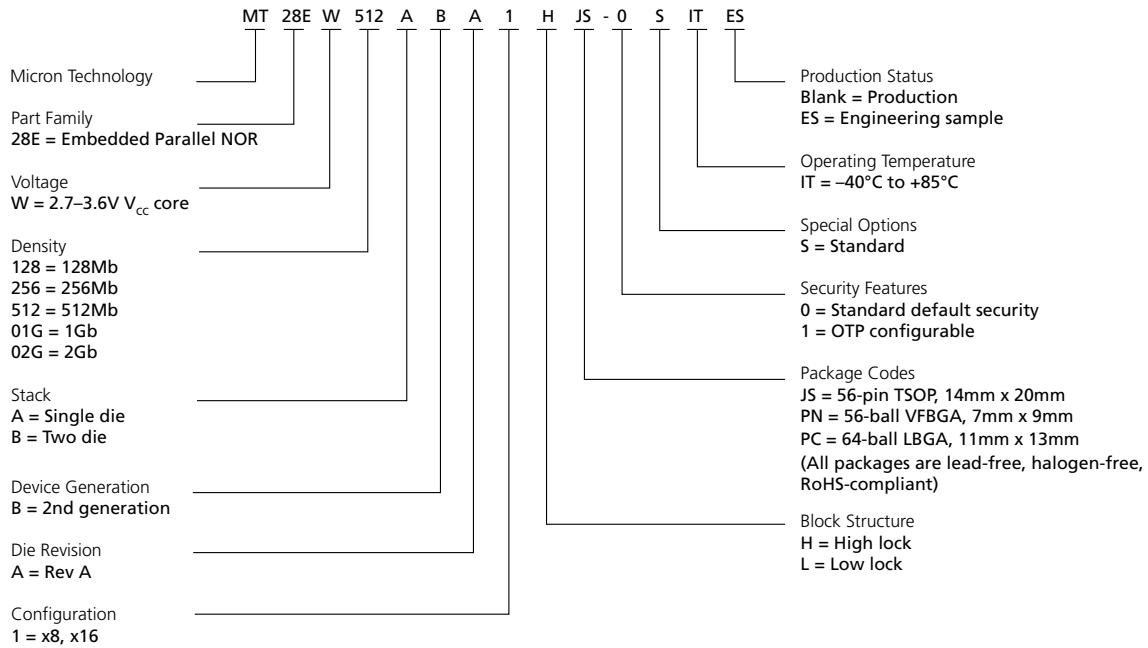 MT 28E W 512 A B A 1 H JS - 0 S IT ES
Micron Technology
Part Family
28E = Embedded Parallel NOR
Voltage
W = 2.7–3.6V Vcc core
Density
128 = 128Mb
256 = 256Mb
512 = 512Mb
01G = 1Gb
02G = 2Gb
Stack
A = Single die
B = Two die
Device Generation
B = 2nd generation
Die Revision
A = Rev A
Configuration
1 = x8, x16
Production Status
Blank = Production
ES = Engineering sample
Operating Temperature
IT = –40°C to +85°C
Special Options
S = Standard
Security Features
0 = Standard default security
1 = OTP configurable
Package Codes
JS = 56-pin TSOP, 14mm x 20mm
PN = 56-ball VFBGA, 7mm x 9mm
PC = 64-ball LBGA, 11mm x 13mm
(All packages are lead-free, halogen-free,
RoHS-compliant)
Block Structure
H = High lock
L = Low lock